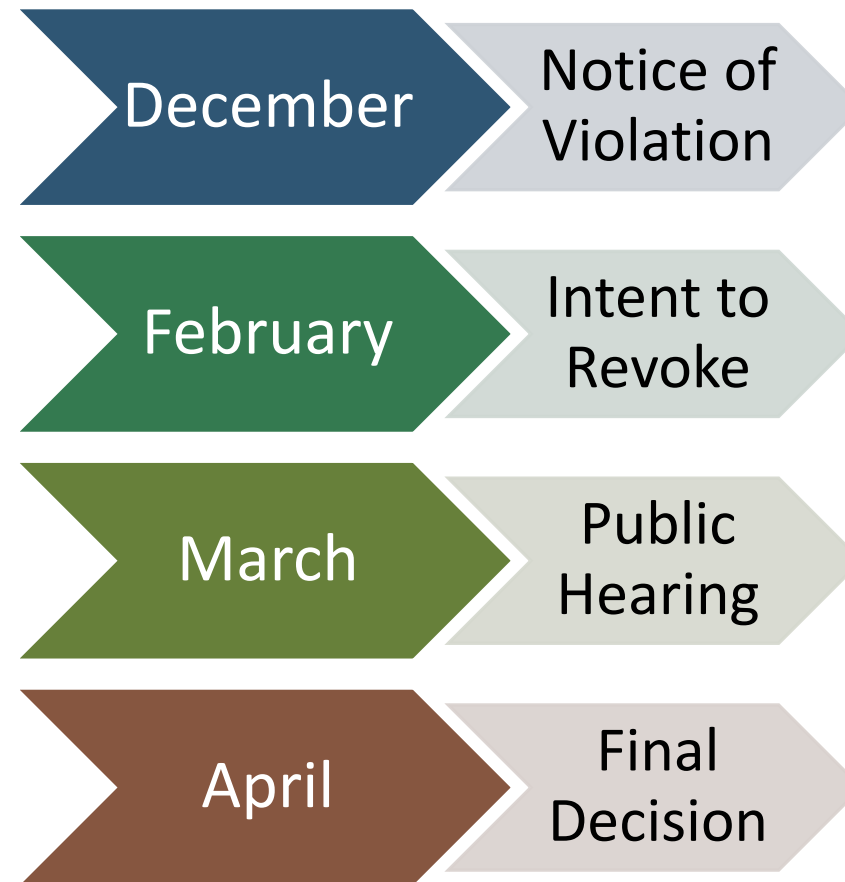 December
Notice of
Violation
February
Intent to
Revoke
March
Public
Hearing
April
Final
Decision